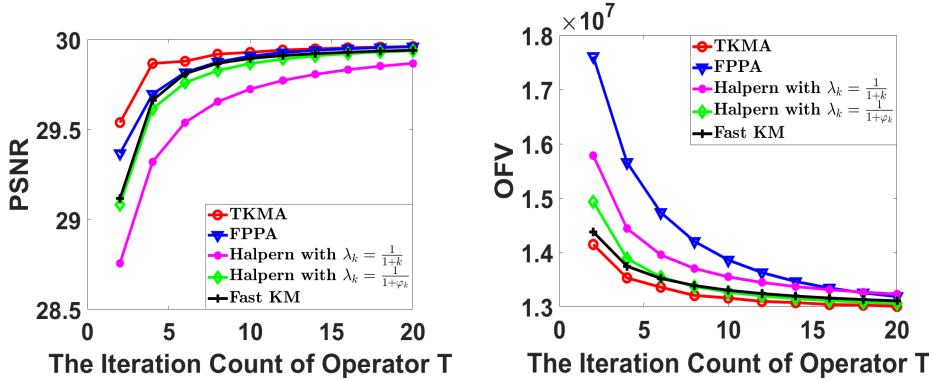 30
29.5
29
28.5
PSNR
0 5 10 15 20
The Iteration Count of Operator T
TKMA
FPPA
Halpern with λ_k = 1/(1+k)
Halpern with λ_k = 1/(1+φ_k)
Fast KM
×10^7
1.8
1.7
1.6
1.5
1.4
1.3
OFV
0 5 10 15 20
The Iteration Count of Operator T
TKMA
FPPA
Halpern with λ_k = 1/(1+k)
Halpern with λ_k = 1/(1+φ_k)
Fast KM